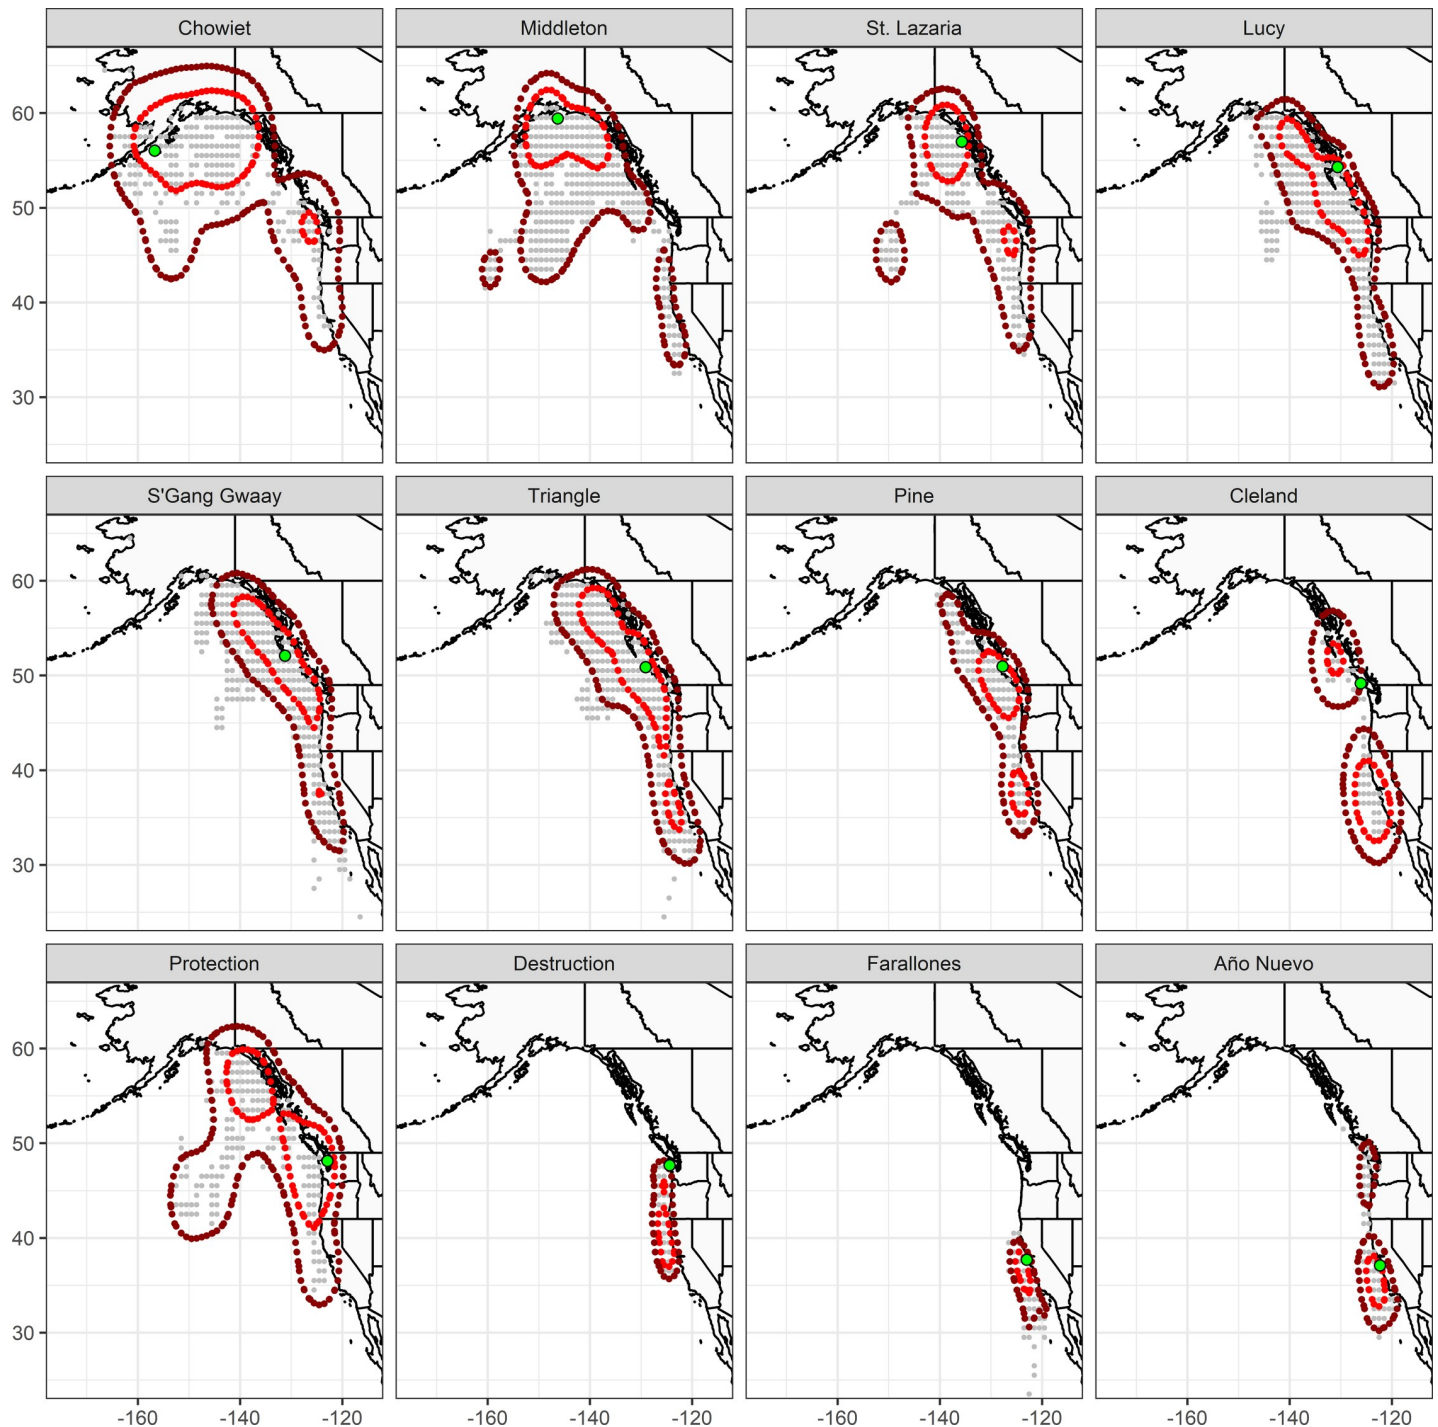 Chowiet
Middleton
St. Lazaria
Lucy
60
50
40
30
S'Gang Gwaay
Triangle
Pine
Cleland
60
50
40
30
Protection
Destruction
Farallones
Año Nuevo
60
50
40
30
-160 -140 -120 -160 -140 -120 -160 -140 -120 -160 -140 -120